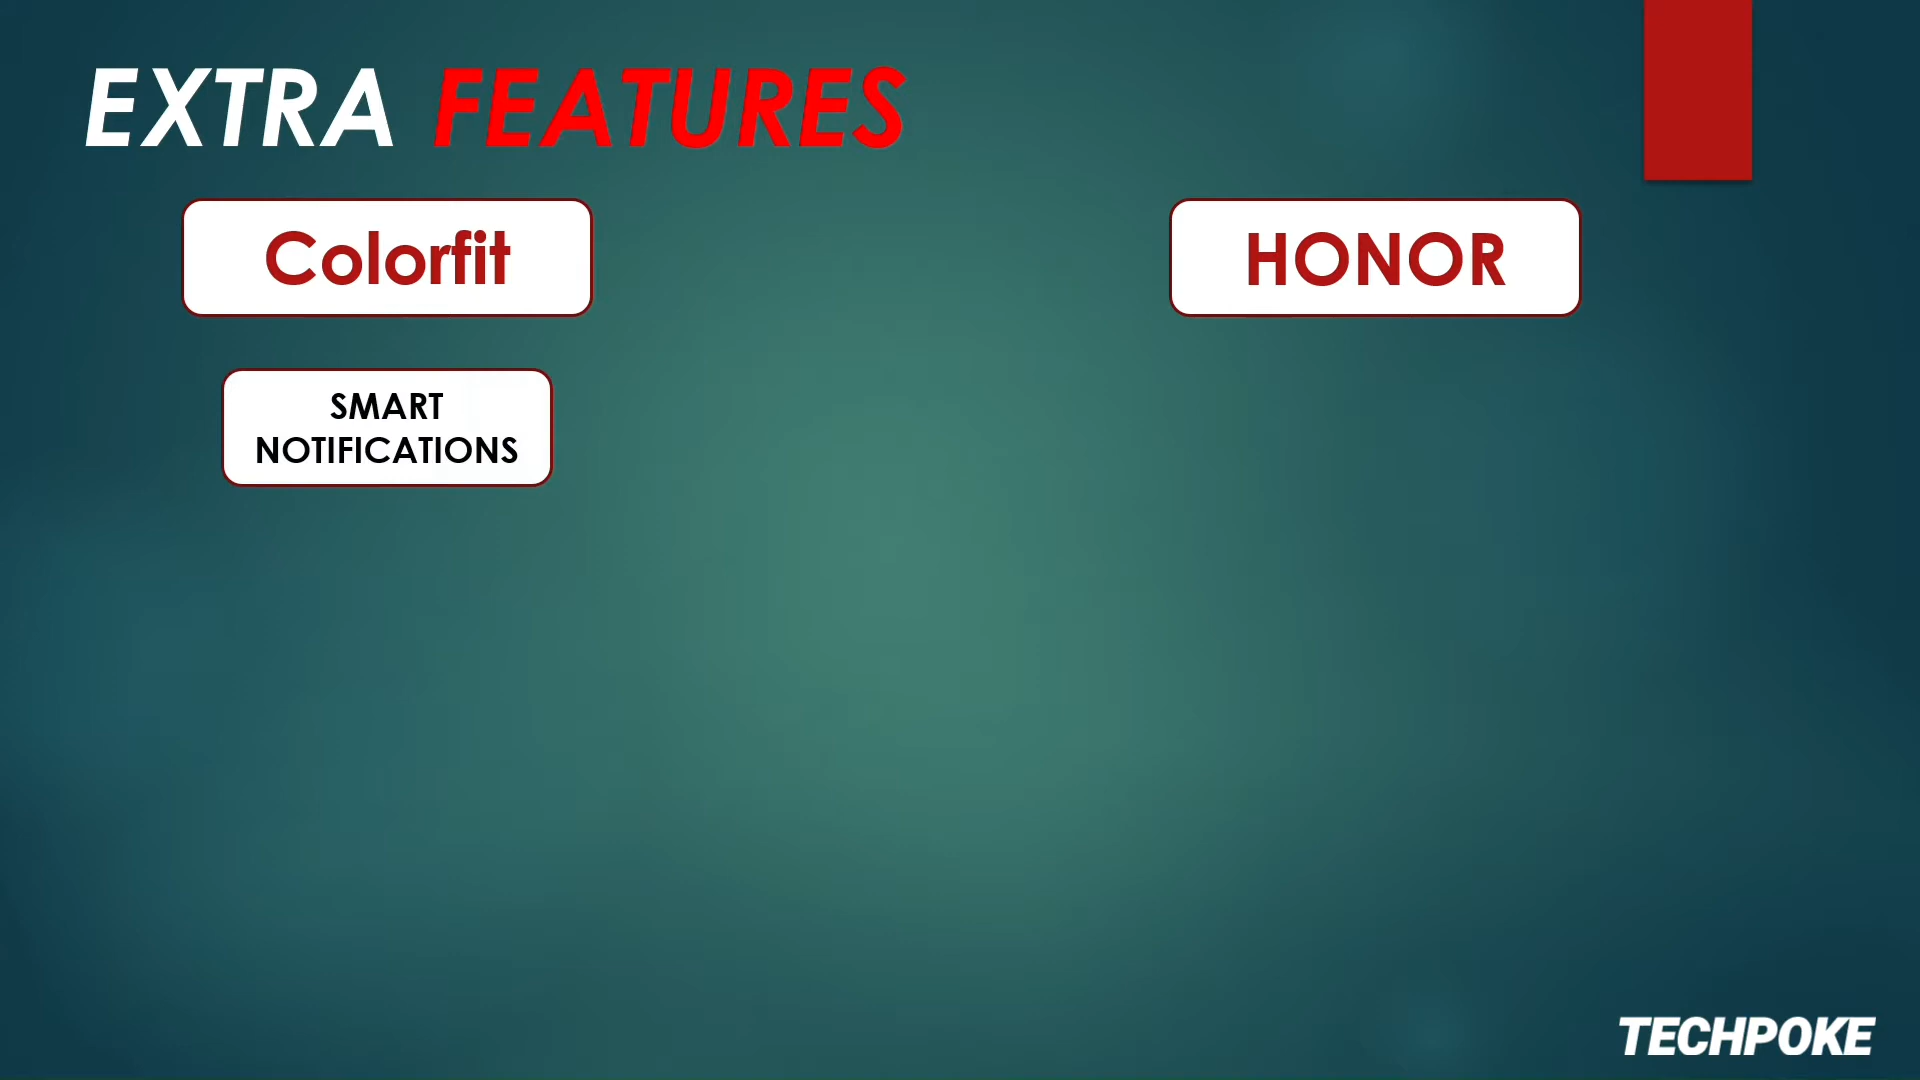 EXTRA FEATURES
Colorfit
HONOR
SMART
NOTIFICATIONS
TECHPOKE